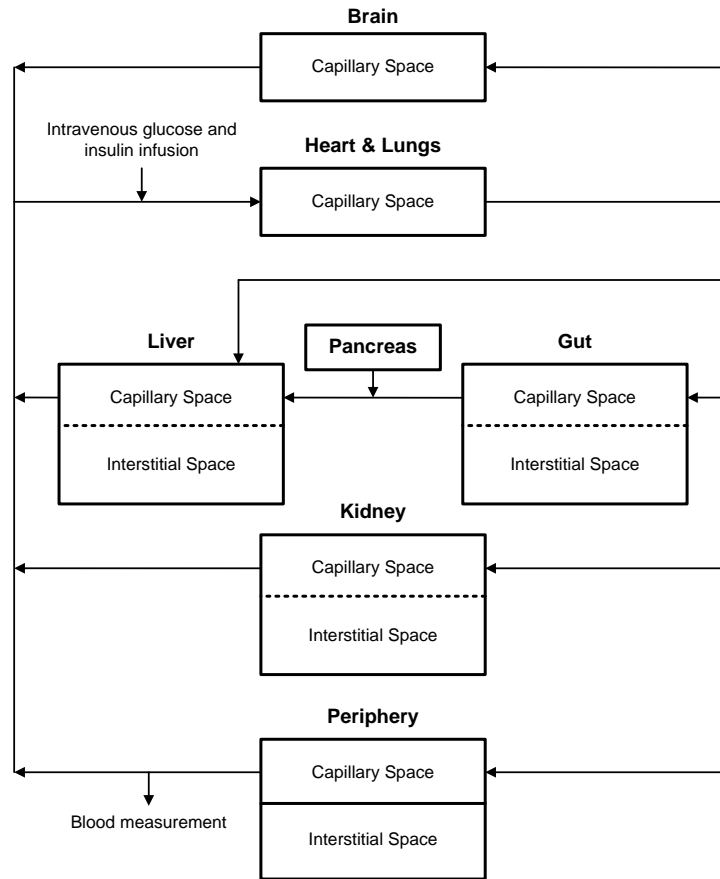 Brain
Capillary Space
Intravenous glucose and
insulin infusion
Heart & Lungs
Capillary Space
Liver
Pancreas
Gut
Capillary Space
Capillary Space
Interstitial Space
Interstitial Space
Kidney
Capillary Space
Interstitial Space
Periphery
Capillary Space
Blood measurement
Interstitial Space